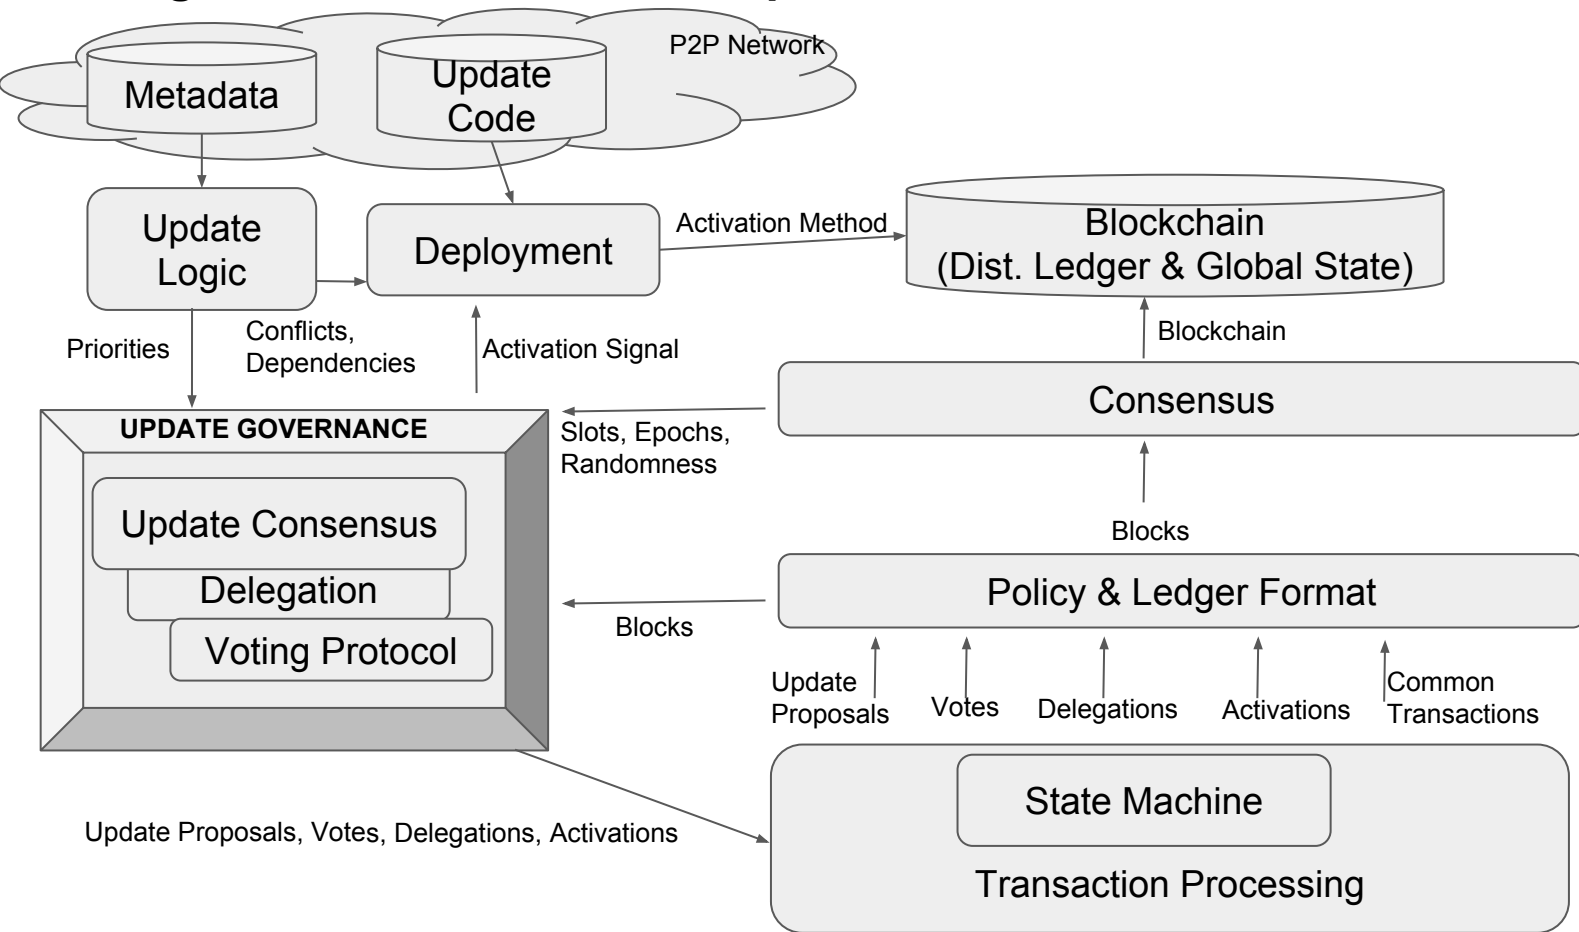 P2P Network
Metadata
Update
Code
Update
Logic
Deployment
Activation Method
Blockchain
(Dist. Ledger & Global State)
Priorities
Conflicts,
Dependencies
Activation Signal
Blockchain
Consensus
UPDATE GOVERNANCE
Slots, Epochs,
Randomness
Update Consensus
Delegation
Voting Protocol
Blocks
Policy & Ledger Format
Blocks
Update
Proposals
Votes
Delegations
Activations
Common
Transactions
State Machine
Transaction Processing
Update Proposals, Votes, Delegations, Activations